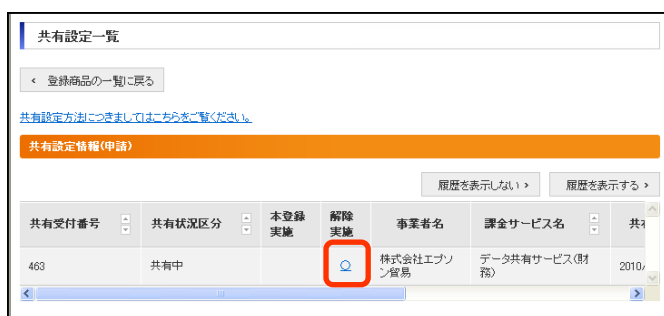 共有設定一覧
< 登録商品の一覧に戻る
共有設定方法につきましてはこちらをご覧ください。
共有設定情報(申請)
履歴を表示しない > 履歴を表示する >
共有受付番号 共有状況区分 本登録実施 解除実施 事業者名 課金サービス名 共
463 共有中 ○ 株式会社エプソン貿易 データ共有サービス(財務) 2010/